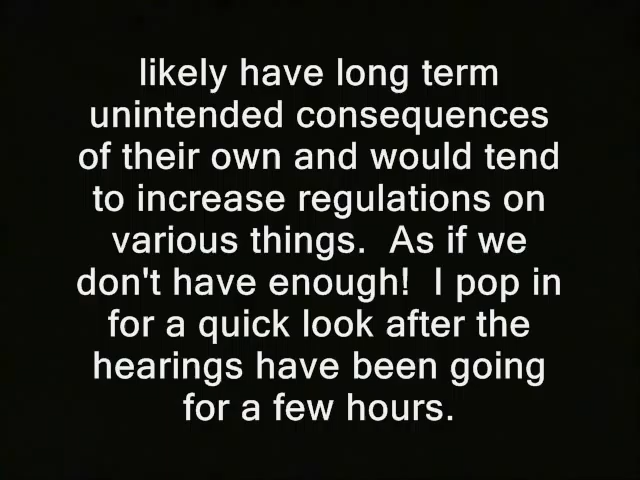 likely have long term
unintended consequences
of their own and would tend
to increase regulations on
various things.  As if we
don't have enough!  I pop in
for a quick look after the
hearings have been going
for a few hours.